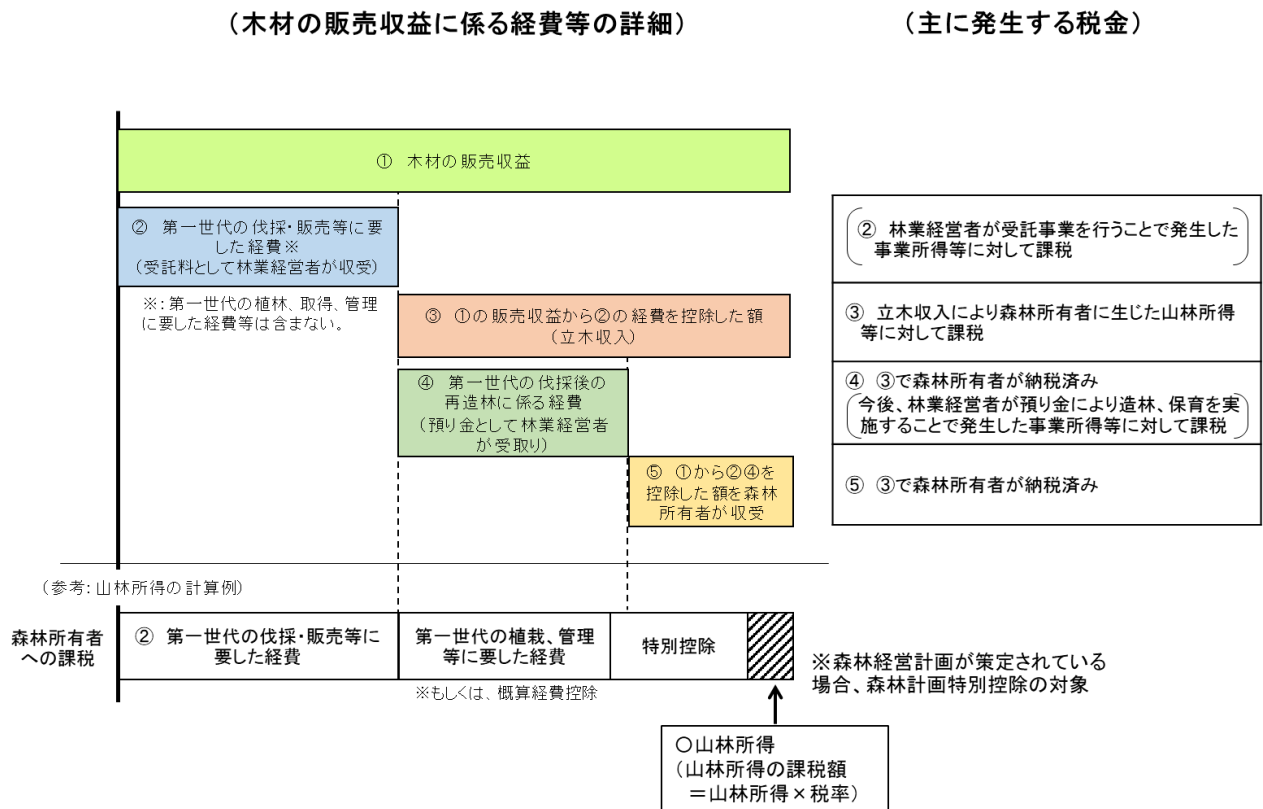 （木材の販売収益に係る経費等の詳細）
（主に発生する税金）
① 木材の販売収益
② 第一世代の伐採・販売等に要
した経費※
（受託料として林業経営者が収受）
※：第一世代の植林、取得、管理
に要した経費等は含まない。
③ ①の販売収益から②の経費を控除した額
（立木収入）
④ 第一世代の伐採後の
再造林に係る経費
（預り金として林業経営者
が受取り）
⑤ ①から②④を
控除した額を森林
所有者が収受
② 林業経営者が受託事業を行うことで発生した
事業所得等に対して課税
③ 立木収入により森林所有者に生じた山林所得
等に対して課税
④ ③で森林所有者が納税済み
今後、林業経営者が預り金により造林、保育を実
施することで発生した事業所得等に対して課税
⑤ ③で森林所有者が納税済み
（参考：山林所得の計算例）
森林所有者
への課税
② 第一世代の伐採・販売等に
要した経費
第一世代の植栽、管理
等に要した経費
特別控除
※もしくは、概算経費控除
※森林経営計画が策定されている
場合、森林計画特別控除の対象
○山林所得
（山林所得の課税額
＝山林所得×税率）